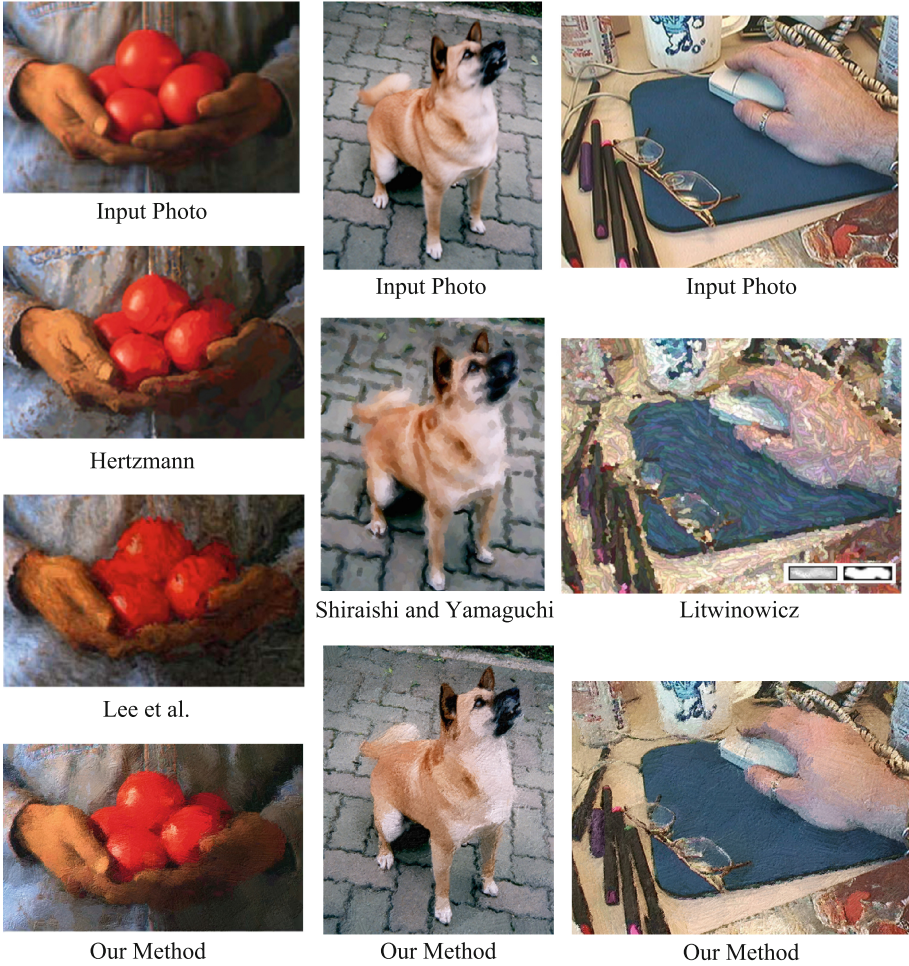 Input Photo
Hertzmann
Lee et al.
Our Method
Input Photo
Shiraishi and Yamaguchi
Our Method
Input Photo
Litwinowicz
Our Method